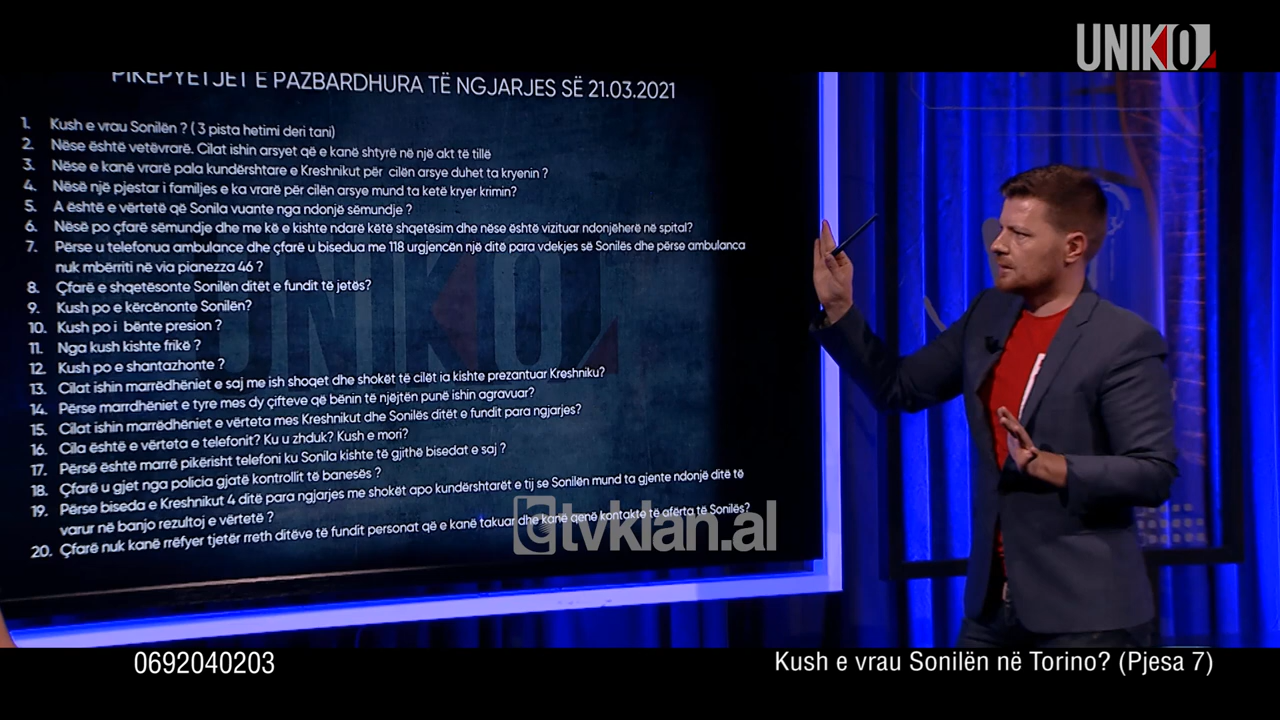 UNIKO
PIKËPYETJET E PAZBARDHURA TË NGJARJES SË 21.03.2021
1. Kush e vrau Sonilën ? ( 3 pista hetimi deri tani)
2. Nëse është vetëvrarë. Cilat ishin arsyet që e kanë shtyrë në një akt të tillë
3. Nëse e kanë vrarë pala kundërshtare e Kreshnikut për cilën arsye duhet ta kryenin ?
4. Nësë një pjestar i familjes e ka vrarë për cilën arsye mund ta ketë kryer krimin?
5. A është e vërtetë që Sonila vuante nga ndonjë sëmundje ?
6. Nësë po çfarë sëmundje dhe me kë e kishte ndarë këtë shqetësim dhe nëse është vizituar ndonjëherë në spital?
7. Përse u telefonua ambulance dhe çfarë u bisedua me 118 urgjencën një ditë para vdekjes së Sonilës dhe përse ambulanca
nuk mbërriti në via pianezza 46 ?
8. Çfarë e shqetësonte Sonilën ditët e fundit të jetës?
9. Kush po e kërcënonte Sonilën?
10. Kush po i bënte presion ?
11. Nga kush kishte frikë ?
12. Kush po e shantazhonte ?
13. Cilat ishin marrëdhëniet e saj me ish shoqet dhe shokët të cilët ia kishte prezantuar Kreshniku?
14. Përse marrdhëniet e tyre mes dy çifteve që bënin të njëjtën punë ishin agravuar?
15. Cilat ishin marrëdhëniet e vërteta mes Kreshnikut dhe Sonilës ditët e fundit para ngjarjes?
16. Cila është e vërteta e telefonit? Ku u zhduk? Kush e mori?
17. Përsë është marrë pikërisht telefoni ku Sonila kishte të gjithë bisedat e saj ?
18. Çfarë u gjet nga policia gjatë kontrollit të banesës ?
19. Përse biseda e Kreshnikut 4 ditë para ngjarjes me shokët apo kundërshtarët e tij se Sonilën mund ta gjente ndonjë ditë të
varur në banjo rezultoj e vërtetë ?
20. Çfarë nuk kanë rrëfyer tjetër rreth ditëve të fundit personat që e kanë takuar dhe kanë qenë kontakte të afërta të Sonilës?
tvklan.al
0692040203
Kush e vrau Sonilën në Torino? (Pjesa 7)